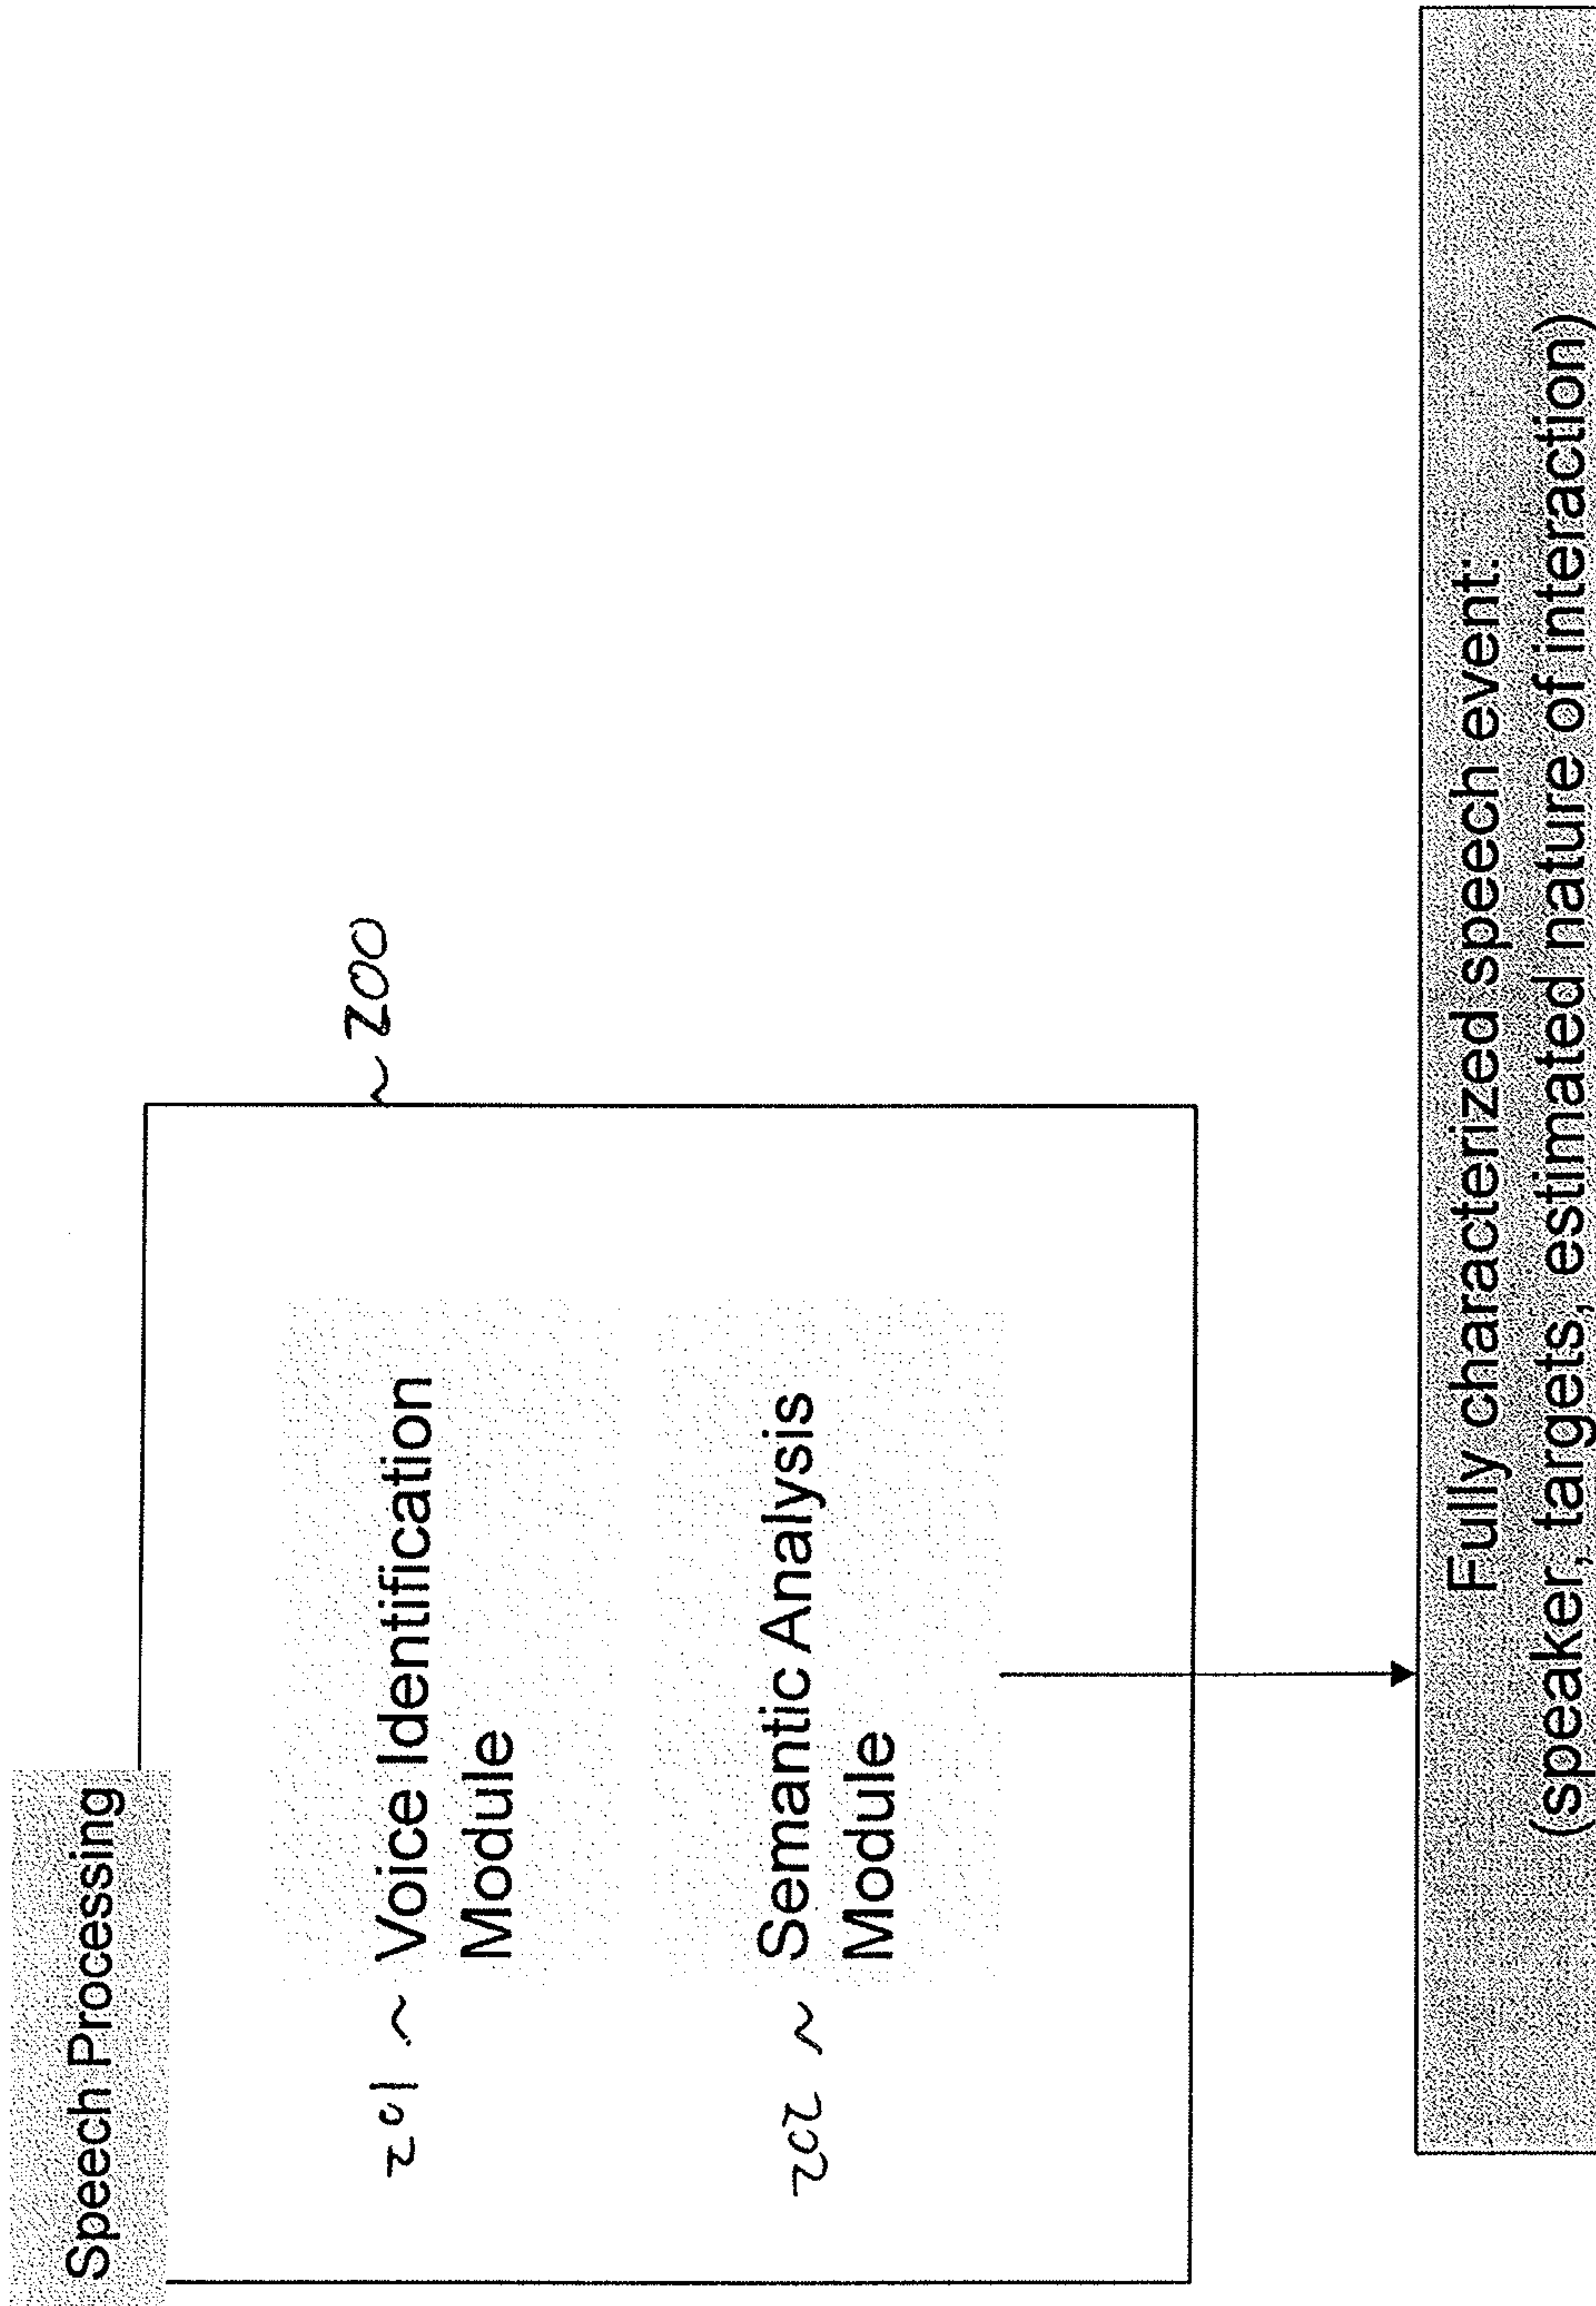 Speech Processing
~ 200
201 ~ Voice Identification
Module
202 ~ Semantic Analysis
Module
Fully characterized speech event:
(speaker, targets, estimated nature of interaction)